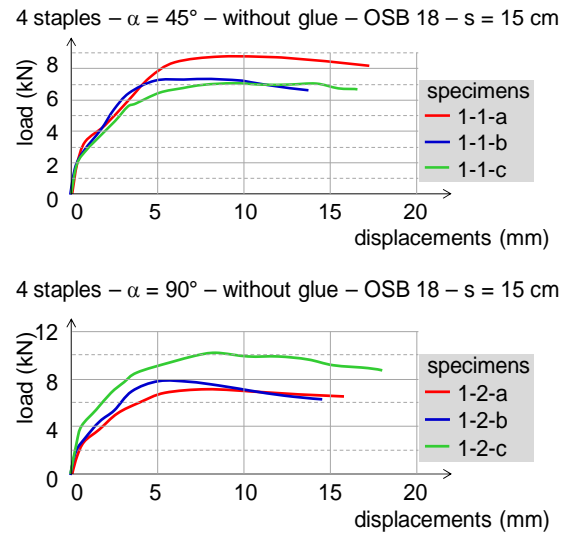 4 staples – α = 45° – without glue – OSB 18 – s = 15 cm
load (kN)
8
6
4
2
0
0 5 10 15 20
displacements (mm)
specimens
1-1-a
1-1-b
1-1-c
4 staples – α = 90° – without glue – OSB 18 – s = 15 cm
load (kN)
12
8
4
0
0 5 10 15 20
displacements (mm)
specimens
1-2-a
1-2-b
1-2-c